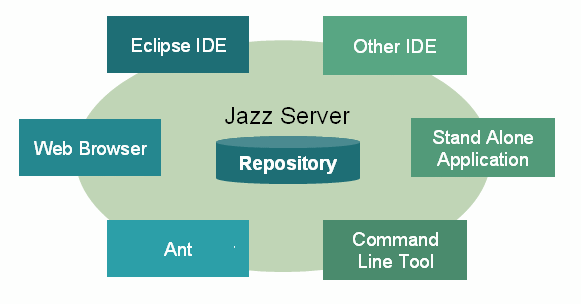 Eclipse IDE
Other IDE
Jazz Server
Repository
Web Browser
Stand Alone
Application
Ant
Command
Line Tool